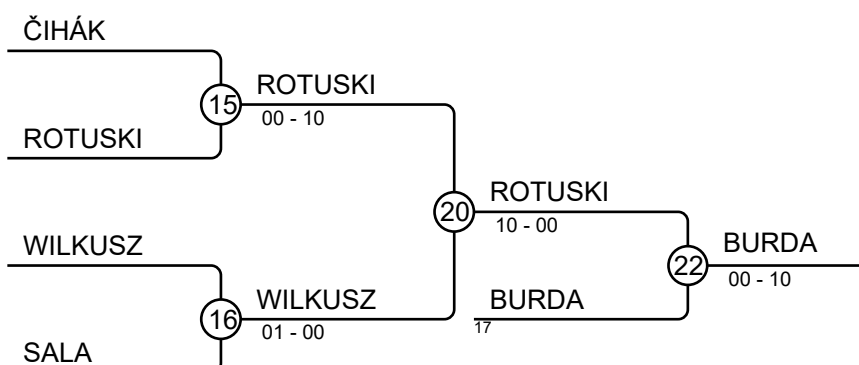 ČIHÁK
15
ROTUSKI
00 - 10
ROTUSKI
20
ROTUSKI
10 - 00
WILKUSZ
22
BURDA
00 - 10
16
WILKUSZ
01 - 00
BURDA
17
SALA